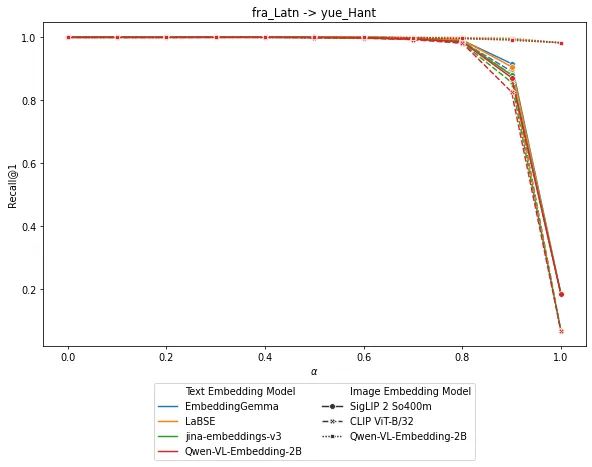 fra_Latn -> yue_Hant
Recall@1
1.0
0.8
0.6
0.4
0.2
0.0 0.2 0.4 0.6 0.8 1.0
α
Text Embedding Model Image Embedding Model
EmbeddingGemma SigLIP 2 So400m
LaBSE CLIP ViT-B/32
jina-embeddings-v3 Qwen-VL-Embedding-2B
Qwen-VL-Embedding-2B